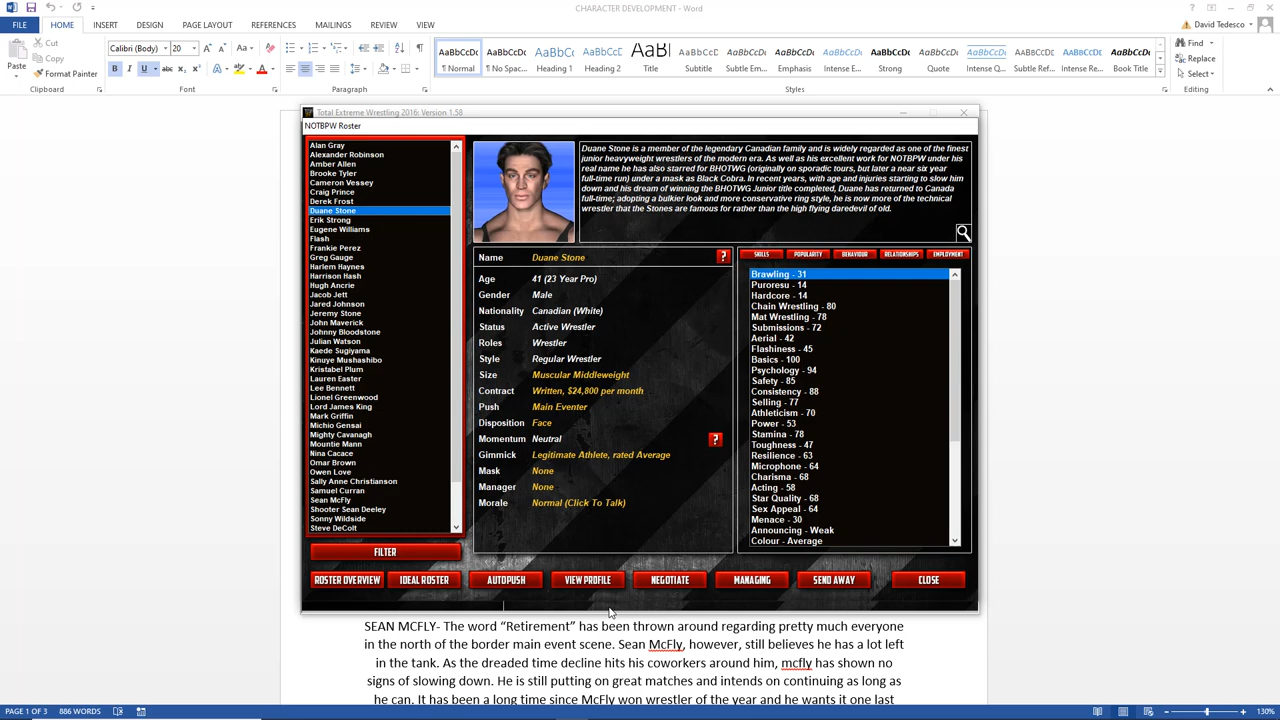 CHARACTER DEVELOPMENT - Word
FILE HOME INSERT DESIGN PAGE LAYOUT REFERENCES MAILINGS REVIEW VIEW
David Tedesco
Paste
Cut
Copy
Format Painter
Calibri (Body) 20
Clipboard Font Paragraph Styles Editing
AaBbCcDc AaBbCcDc AaBbCc AaBbCcC AaBl AaBbCcC AaBbCcDc AaBbCcDc AaBbCcDc AaBbCcDc AaBbCcDc AaBbCcDc AaBbCcDc AaBbCcDc AaBbCcDc
¶ Normal ¶ No Spac... Heading 1 Heading 2 Title Subtitle Subtle Em... Emphasis Intense E... Strong Quote Intense Q... Subtle Ref... Intense Re... Book Title
Find
Replace
Select
Total Extreme Wrestling 2016: Version 1.58
NOTBPW Roster
Alan Gray
Alexander Robinson
Amber Allen
Brooke Tyler
Cameron Vessey
Craig Prince
Derek Frost
Duane Stone
Erik Strong
Eugene Williams
Flash
Frankie Perez
Greg Gauge
Harlem Haynes
Harrison Hash
Hugh Ancrie
Jacob Jett
Jared Johnson
Jeremy Stone
John Maverick
Johnny Bloodstone
Julian Watson
Kaede Sugiyama
Kinuye Mushashibo
Kristabel Plum
Lauren Easter
Lee Bennett
Lionel Greenwood
Lord James King
Mark Griffin
Michio Gensai
Mighty Cavanagh
Mountie Mann
Nina Cacace
Omar Brown
Owen Love
Sally Anne Christianson
Samuel Curran
Sean McFly
Shooter Sean Deeley
Sonny Wildside
Steve DeColt
FILTER
Duane Stone is a member of the legendary Canadian family and is widely regarded as one of the finest
junior heavyweight wrestlers of the modern era. As well as his excellent work for NOTBPW under his
real name he has also starred for BHOTWG (originally on sporadic tours, but later a near six year
full-time run) under a mask as Black Cobra. In recent years, with age and injuries starting to slow him
down and his dream of winning the BHOTWG Junior title completed, Duane has returned to Canada
full-time; adopting a bulkier look and more conservative ring style, he is now more of the technical
wrestler that the Stones are famous for rather than the high flying daredevil of old.
Name Duane Stone ?
Age 41 (23 Year Pro)
Gender Male
Nationality Canadian (White)
Status Active Wrestler
Roles Wrestler
Style Regular Wrestler
Size Muscular Middleweight
Contract Written, $24,800 per month
Push Main Eventer
Disposition Face
Momentum Neutral ?
Gimmick Legitimate Athlete, rated Average
Mask None
Manager None
Morale Normal (Click To Talk)
SKILLS POPULARITY BEHAVIOUR RELATIONSHIPS EMPLOYMENT
Brawling - 31
Puroresu - 14
Hardcore - 14
Chain Wrestling - 80
Mat Wrestling - 78
Submissions - 72
Aerial - 42
Flashiness - 45
Basics - 100
Psychology - 94
Safety - 85
Consistency - 88
Selling - 77
Athleticism - 70
Power - 53
Stamina - 78
Toughness - 47
Resilience - 63
Microphone - 64
Charisma - 68
Acting - 58
Star Quality - 68
Sex Appeal - 64
Menace - 30
Announcing - Weak
Colour - Average
ROSTER OVERVIEW IDEAL ROSTER AUTOPUSH VIEW PROFILE NEGOTIATE MANAGING SEND AWAY CLOSE
SEAN MCFLY- The word “Retirement” has been thrown around regarding pretty much everyone
in the north of the border main event scene. Sean McFly, however, still believes he has a lot left
in the tank. As the dreaded time decline hits his coworkers around him, mcfly has shown no
signs of slowing down. He is still putting on great matches and intends on continuing as long as
he can. It has been a long time since McFly won wrestler of the year and he wants it one last
PAGE 1 OF 3 886 WORDS 130%